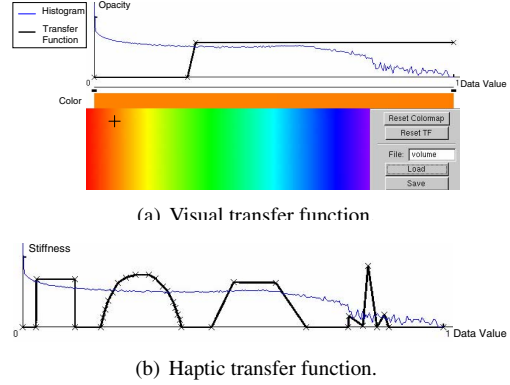 Opacity
Histogram
Transfer
Function
0
1
Data Value
Color
Reset Colormap
Reset TF
File: volume
Load
Save
(a) Visual transfer function
Stiffness
0
1 Data Value
(b) Haptic transfer function.